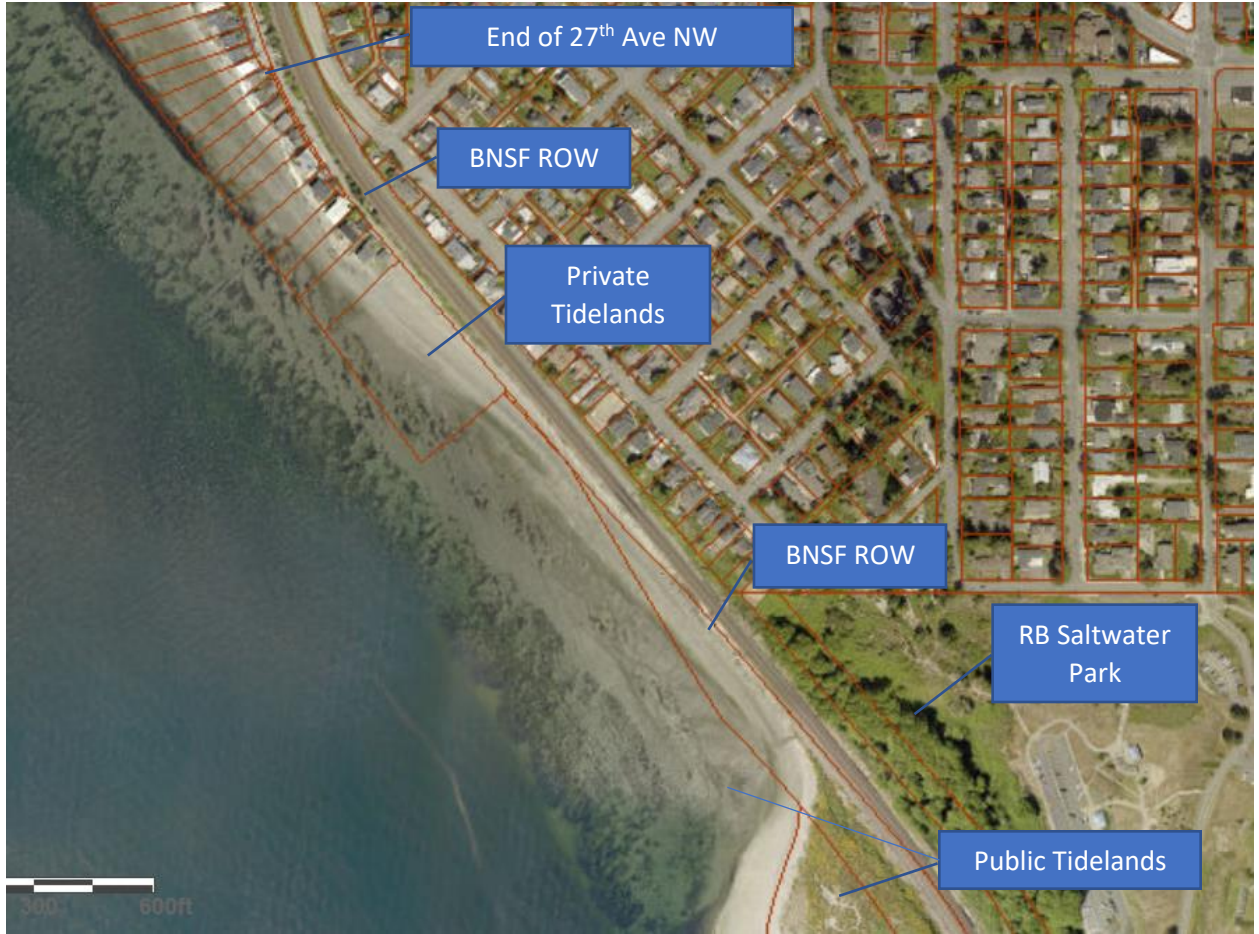 End of 27th Ave NW
BNSF ROW
Private
Tidelands
BNSF ROW
RB Saltwater
Park
Public Tidelands
300 600ft